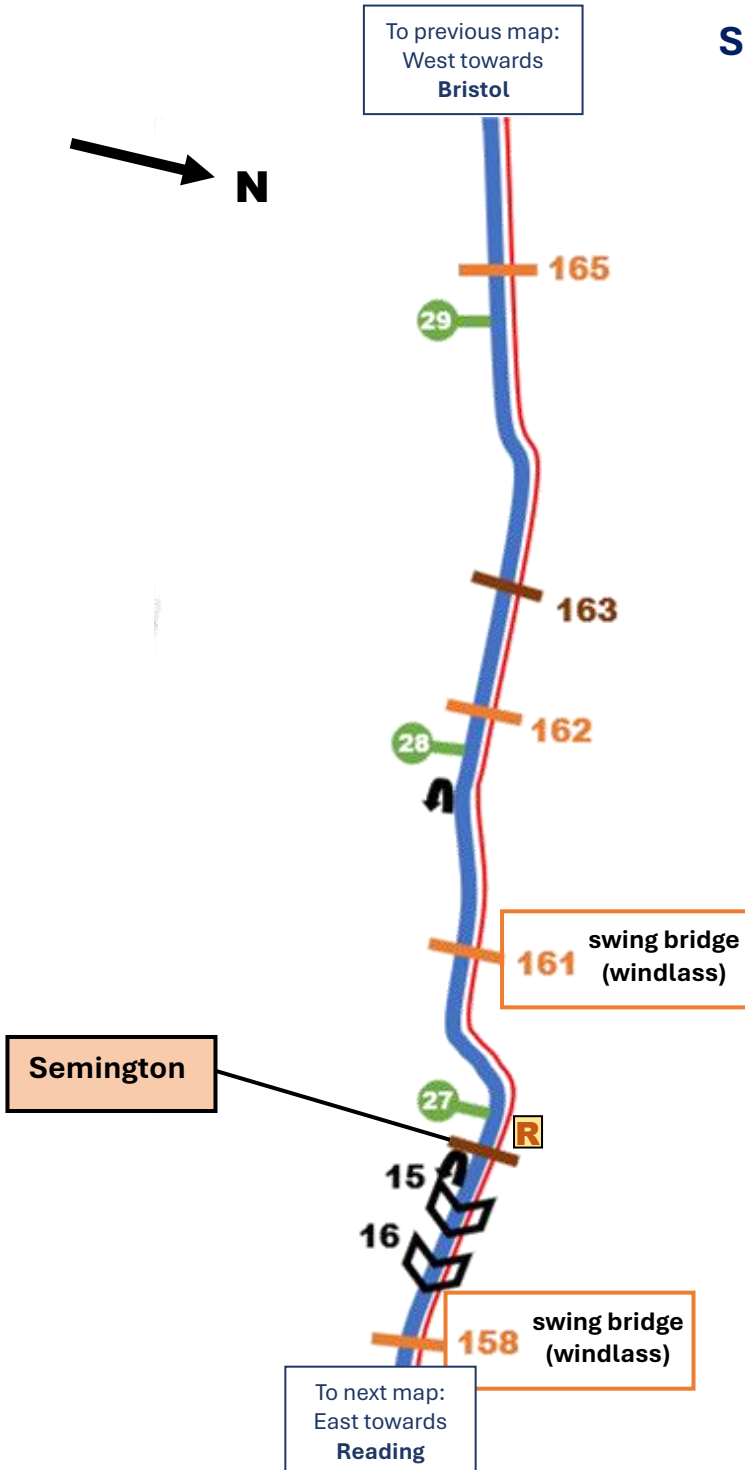 To previous map:
West towards
Bristol
S
N
165
29
163
162
28
161
swing bridge
(windlass)
Semington
27
R
15
16
158
swing bridge
(windlass)
To next map:
East towards
Reading